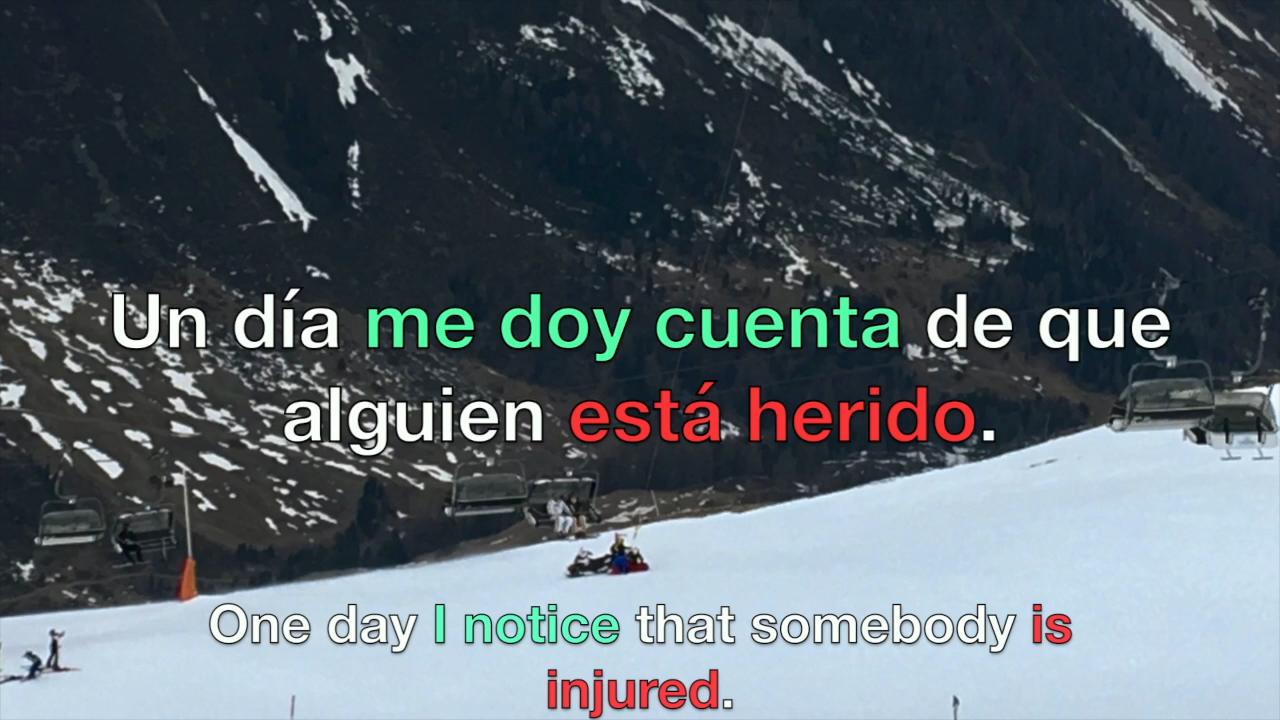 Un día me doy cuenta de que
alguien está herido.
One day I notice that somebody is
injured.